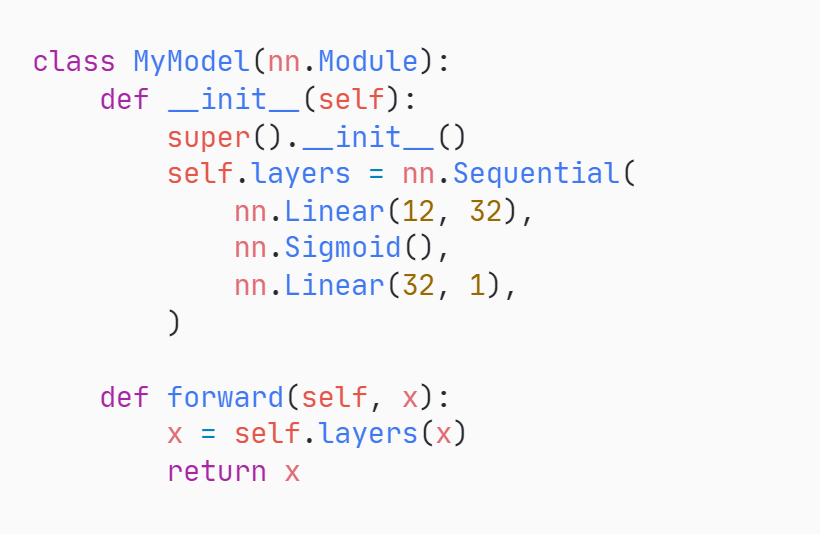 class MyModel(nn.Module):
    def __init__(self):
        super().__init__()
        self.layers = nn.Sequential(
            nn.Linear(12, 32),
            nn.Sigmoid(),
            nn.Linear(32, 1),
        )

    def forward(self, x):
        x = self.layers(x)
        return x